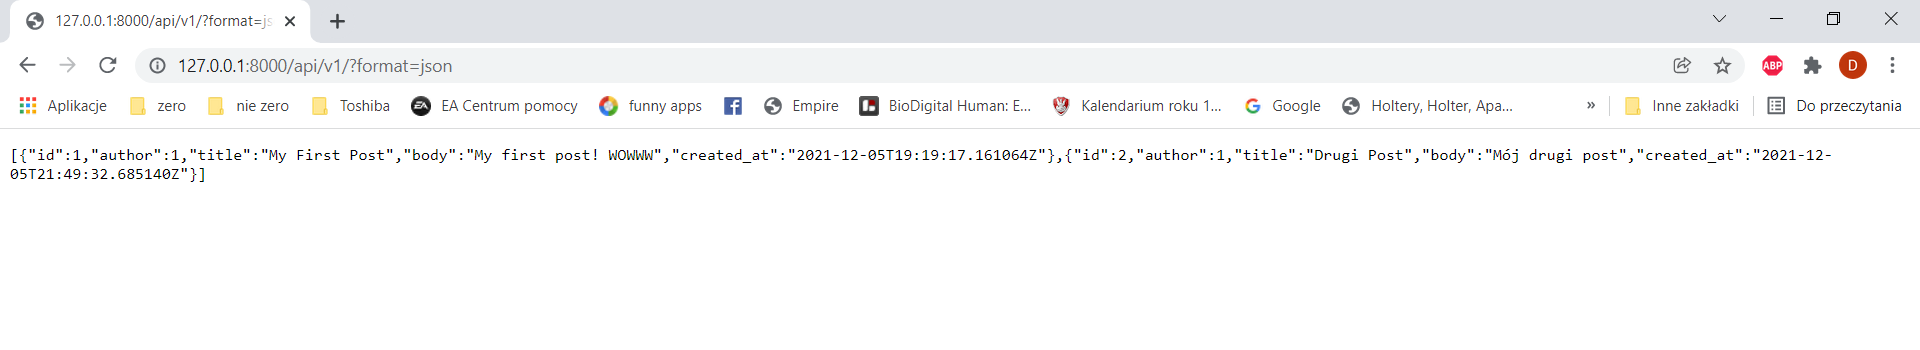 127.0.0.1:8000/api/v1/?format=js
127.0.0.1:8000/api/v1/?format=json
ABP
D
Aplikacje
zero
nie zero
Toshiba
EA
EA Centrum pomocy
funny apps
f
Empire
BioDigital Human: E...
Kalendarium roku 1...
G
Google
Holtery, Holter, Apa...
»
Inne zakładki
Do przeczytania
[{"id":1,"author":1,"title":"My First Post","body":"My first post! WOWWW","created_at":"2021-12-05T19:19:17.161064Z"},{"id":2,"author":1,"title":"Drugi Post","body":"Mój drugi post","created_at":"2021-12-
05T21:49:32.685140Z"}]